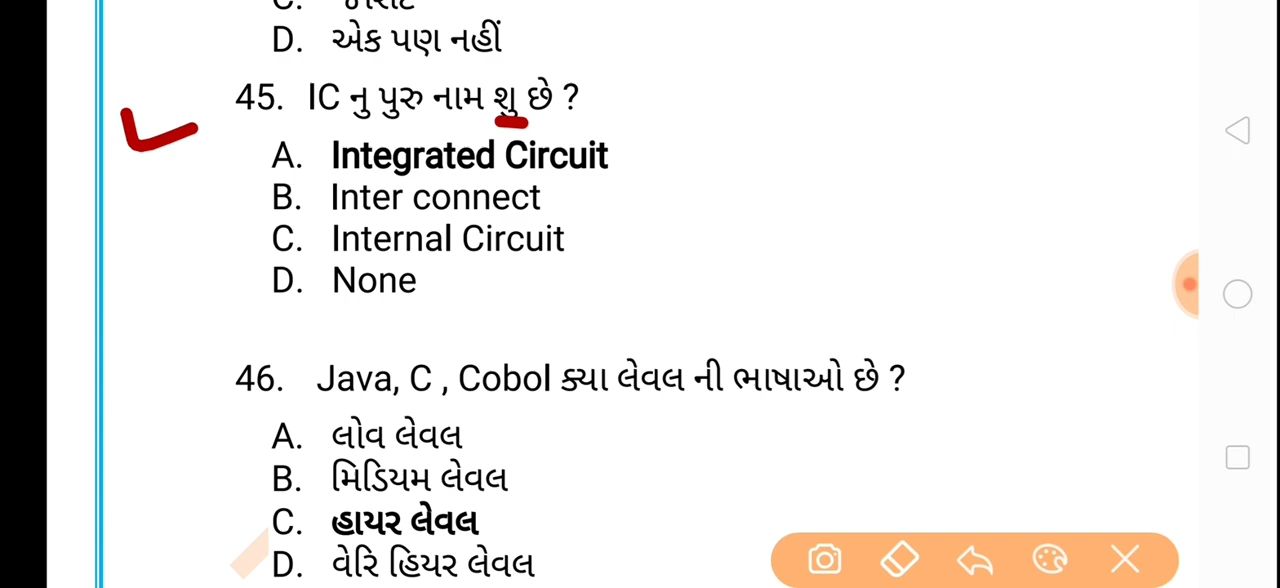 D. એક પણ નહીં
45. IC નુ પુરુ નામ શુ છે ?
A. Integrated Circuit
B. Inter connect
C. Internal Circuit
D. None
46. Java, C , Cobol ક્યા લેવલ ની ભાષાઓ છે ?
A. લોવ લેવલ
B. મિડિયમ લેવલ
C. હાયર લેવલ
D. વેરિ હિયર લેવલ